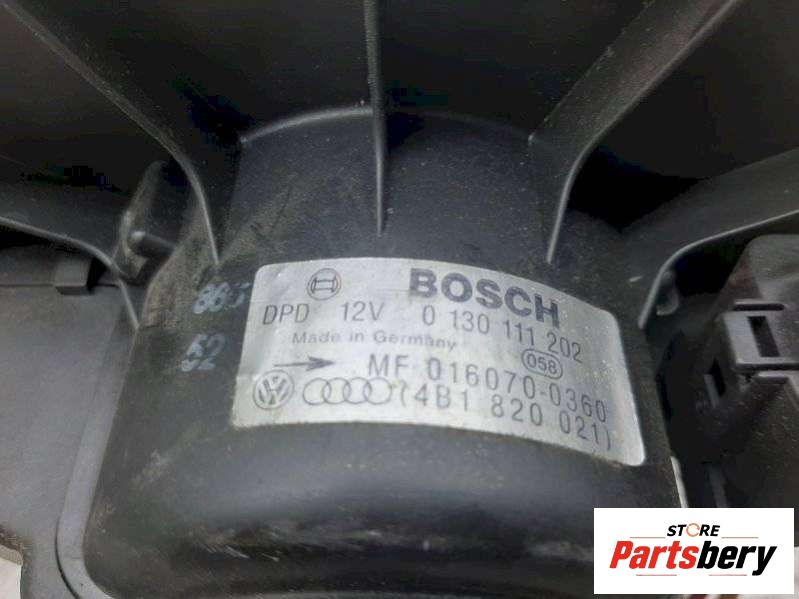 BOSCH
DPD 12V 0 130 111 202
Made in Germany 058
MF 016070-0360
(4B1 820 021)
865
52
STORE
Partsbery